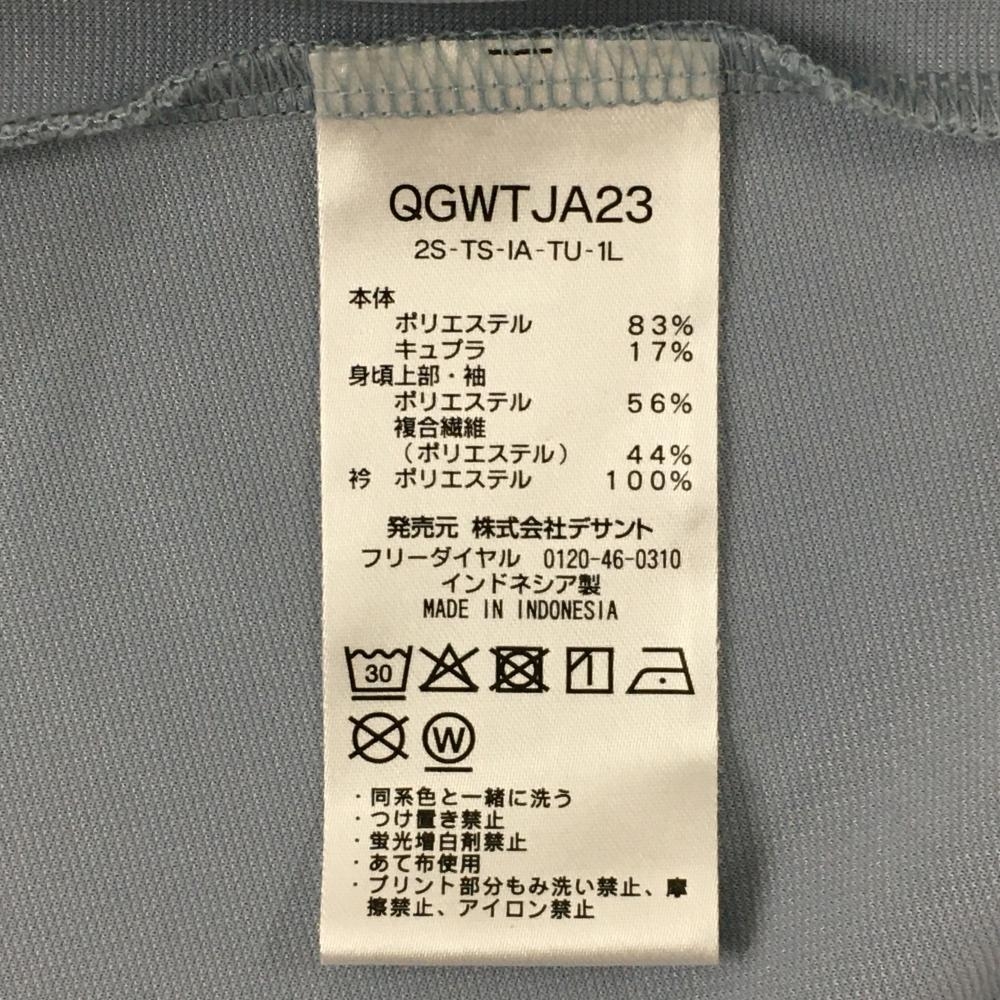 QGWTJA23
2S-TS-IA-TU-1L
本体
ポリエステル 83%
キュプラ 17%
身頃上部・袖
ポリエステル 56%
複合繊維
(ポリエステル) 44%
衿 ポリエステル 100%
発売元 株式会社デサント
フリーダイヤル 0120-46-0310
インドネシア製
MADE IN INDONESIA
30
W
・同系色と一緒に洗う
・つけ置き禁止
・蛍光増白剤禁止
・あて布使用
・プリント部分もみ洗い禁止、摩
擦禁止、アイロン禁止